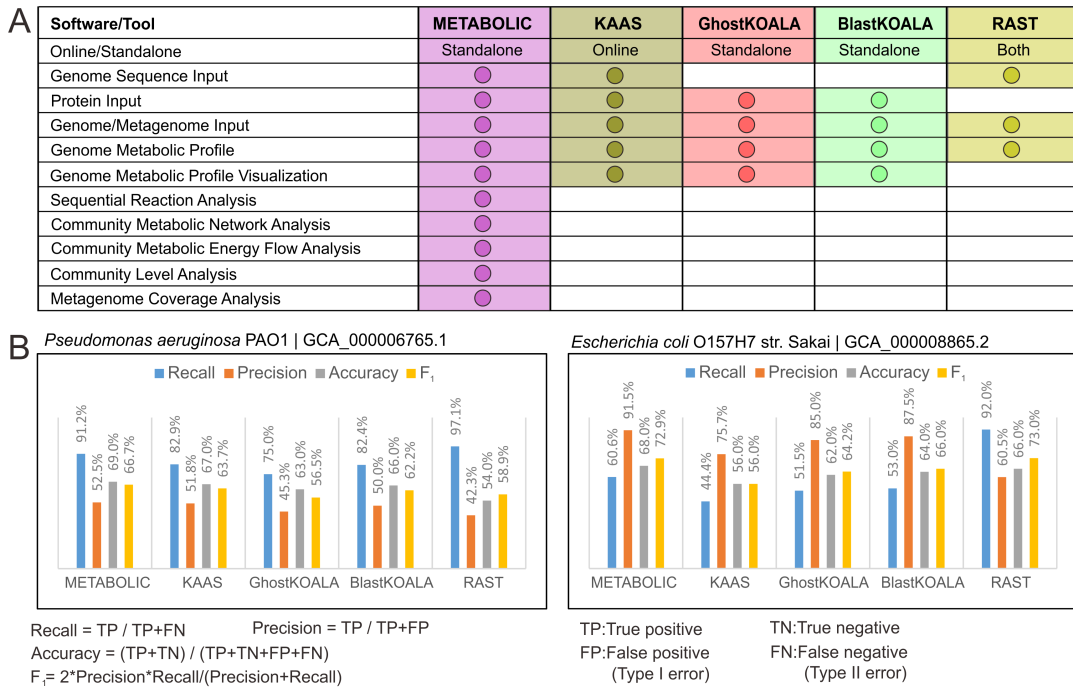 A
Software/Tool METABOLIC KAAS GhostKOALA BlastKOALA RAST
Online/Standalone Standalone Online Standalone Standalone Both
Genome Sequence Input
Protein Input
Genome/Metagenome Input
Genome Metabolic Profile
Genome Metabolic Profile Visualization
Sequential Reaction Analysis
Community Metabolic Network Analysis
Community Metabolic Energy Flow Analysis
Community Level Analysis
Metagenome Coverage Analysis
B
Pseudomonas aeruginosa PAO1 | GCA_000006765.1
Recall Precision Accuracy F₁
91.2% 52.5% 69.0% 66.7% 82.9% 51.8% 67.0% 63.7% 75.0% 45.3% 63.0% 56.5% 82.4% 50.0% 66.0% 62.2% 97.1% 42.3% 54.0% 58.9%
METABOLIC KAAS GhostKOALA BlastKOALA RAST
Escherichia coli O157H7 str. Sakai | GCA_000008865.2
Recall Precision Accuracy F₁
60.6% 91.5% 68.0% 72.9% 44.4% 75.7% 56.0% 56.0% 51.5% 85.0% 62.0% 64.2% 53.0% 87.5% 64.0% 66.0% 92.0% 60.5% 66.0% 73.0%
METABOLIC KAAS GhostKOALA BlastKOALA RAST
Recall = TP / TP+FN Precision = TP / TP+FP
Accuracy = (TP+TN) / (TP+TN+FP+FN)
F₁= 2*Precision*Recall/(Precision+Recall)
TP:True positive TN:True negative
FP:False positive FN:False negative
(Type I error) (Type II error)